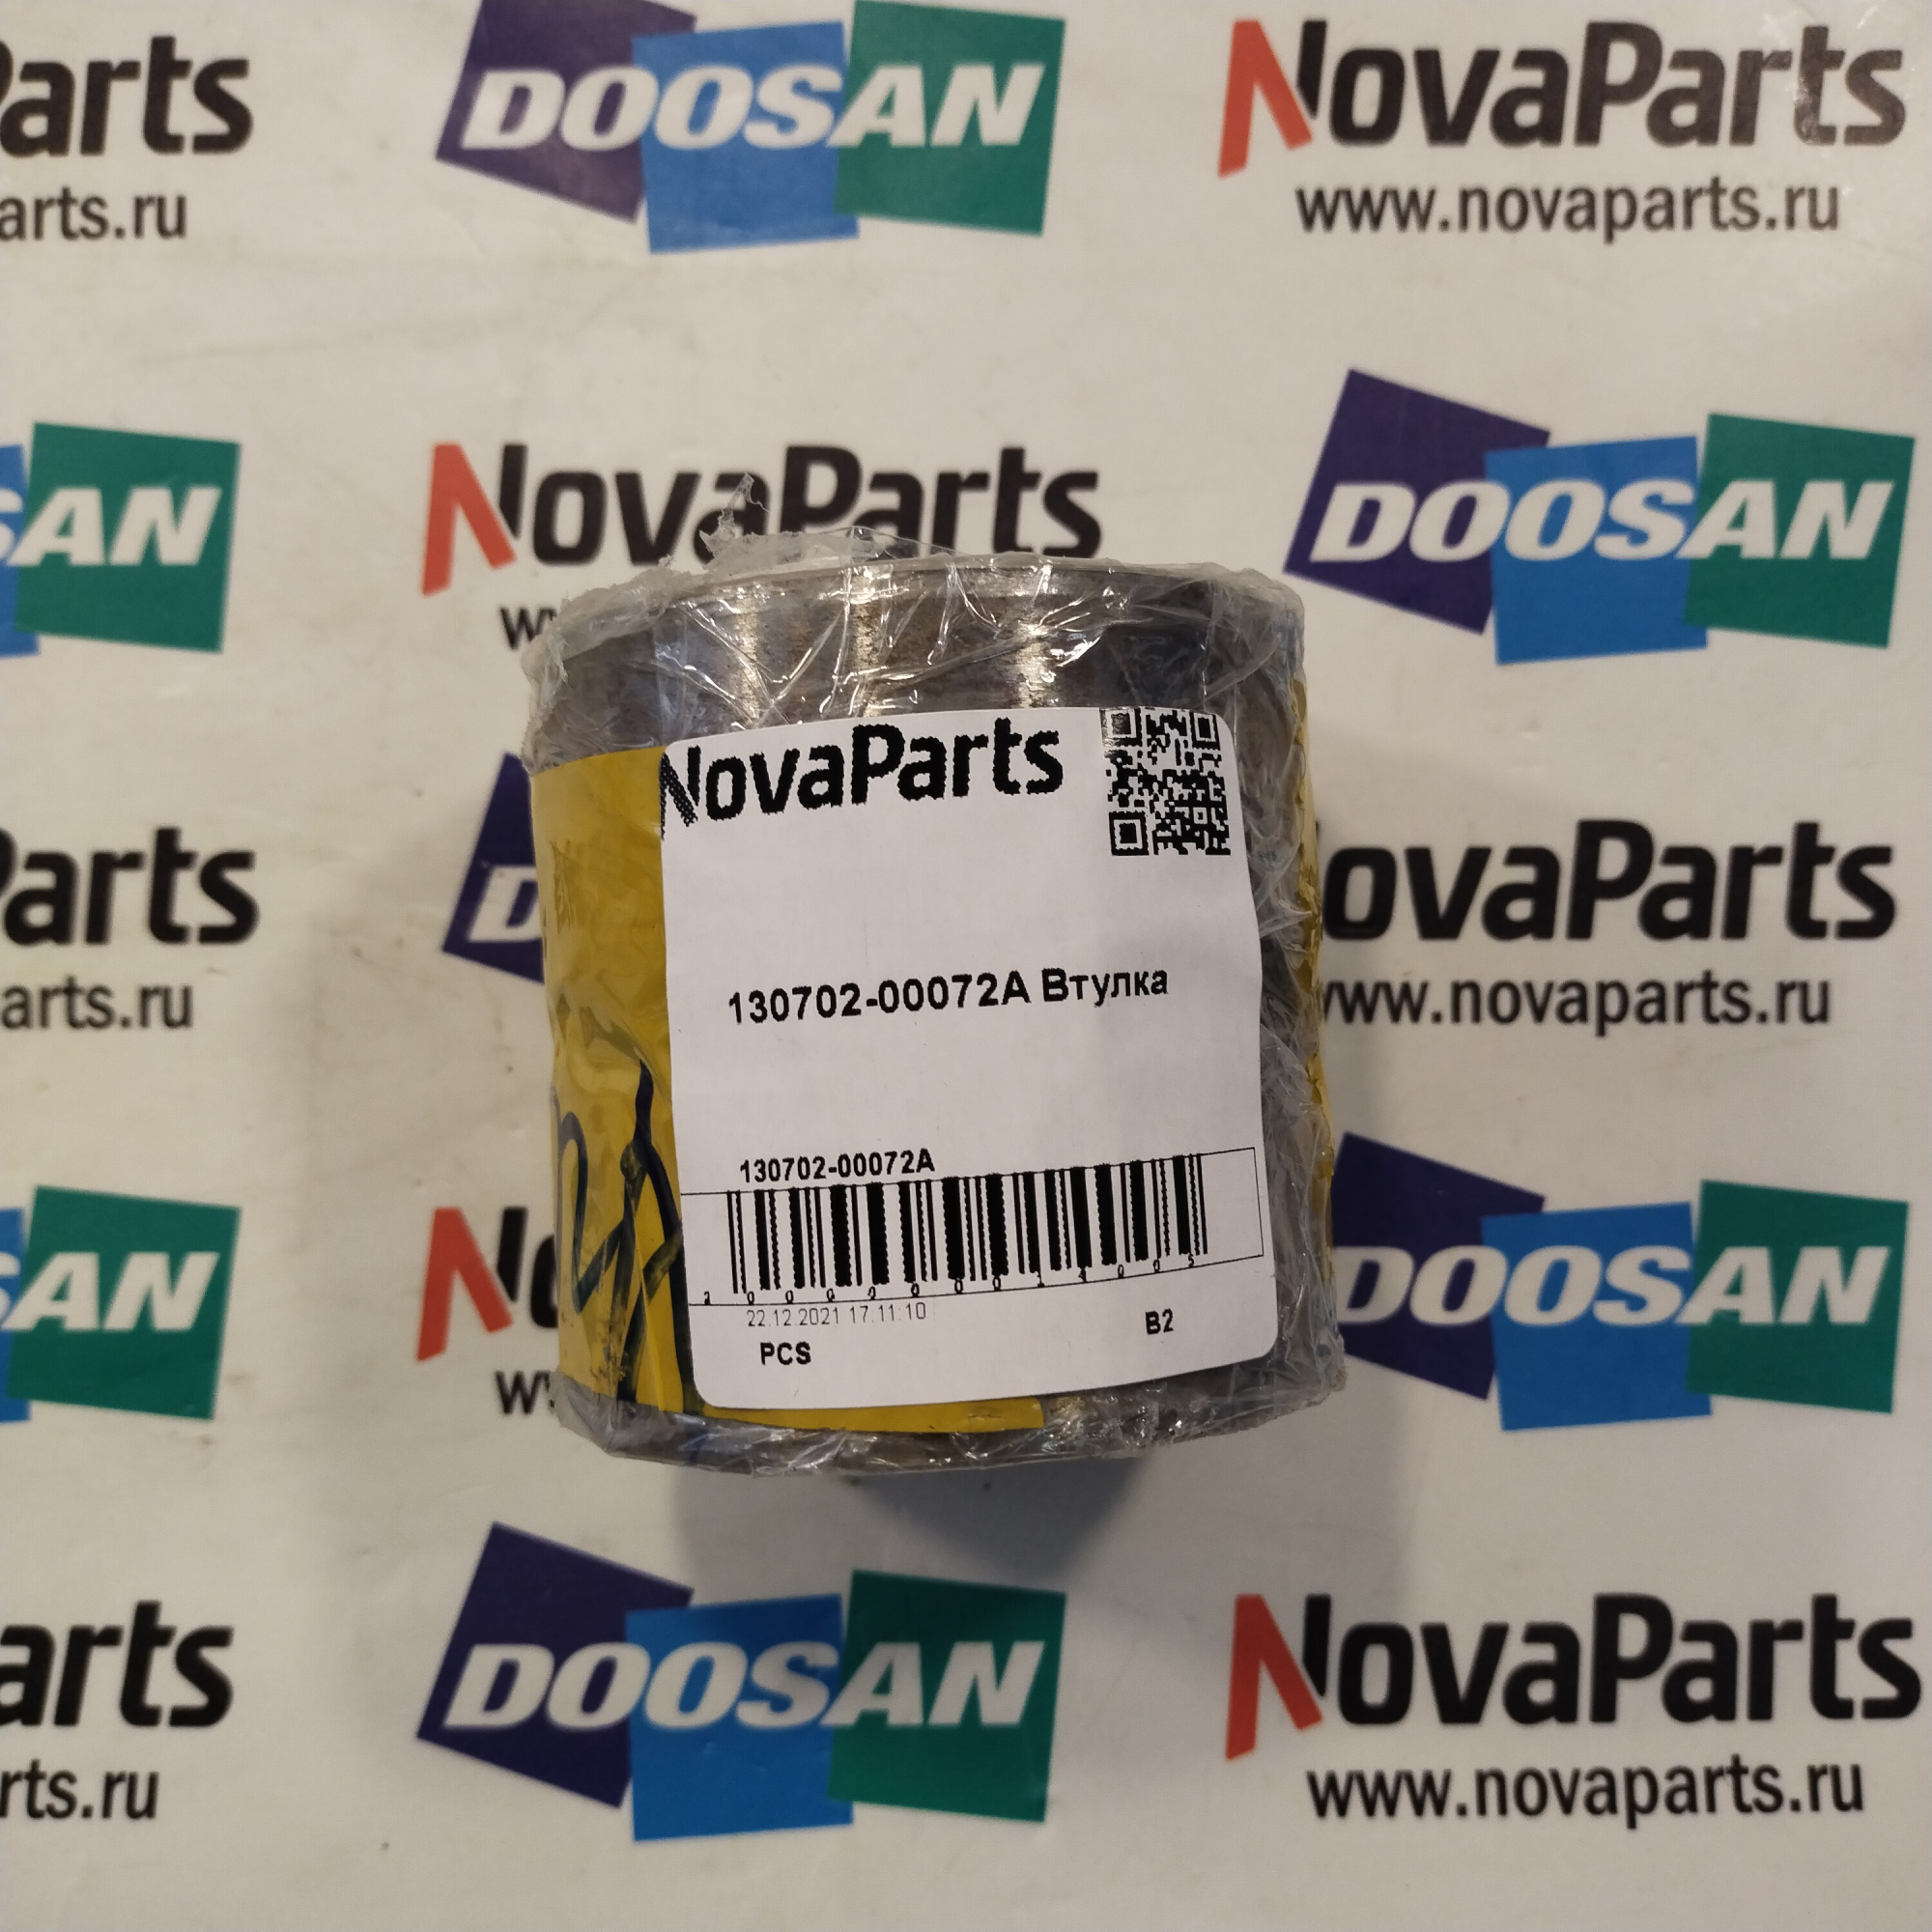 Parts
DOOSAN
NovaParts
arts.ru
www.novaparts.ru
SAN
NovaParts
DOOSAN
NovaParts
130702-00072A Втулка
130702-00072A
22.12.2021 17:11:10
PCS
B2
Parts
D
ovaParts
arts.ru
www.novaparts.ru
SAN
DOOSAN
arts
DOOSAN
NovaParts
rts.ru
www.novaparts.ru